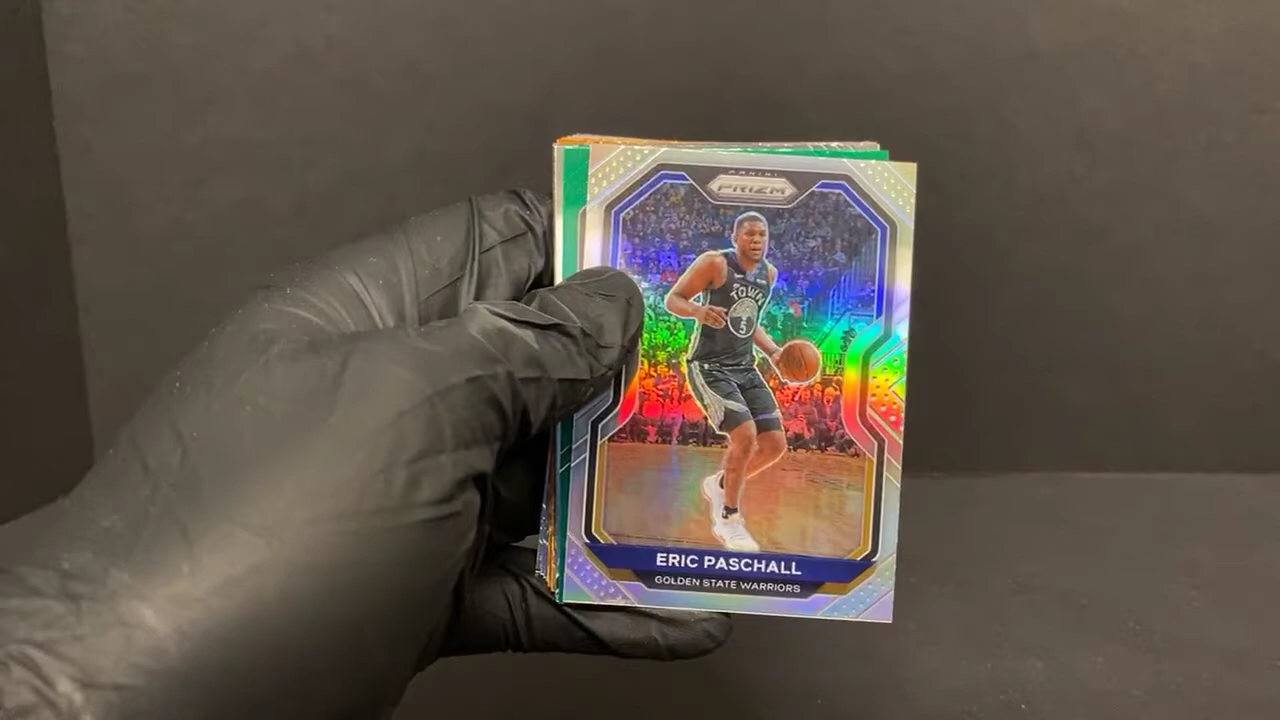 PANINI
PRIZM
TOWN
5
ERIC PASCHALL
GOLDEN STATE WARRIORS